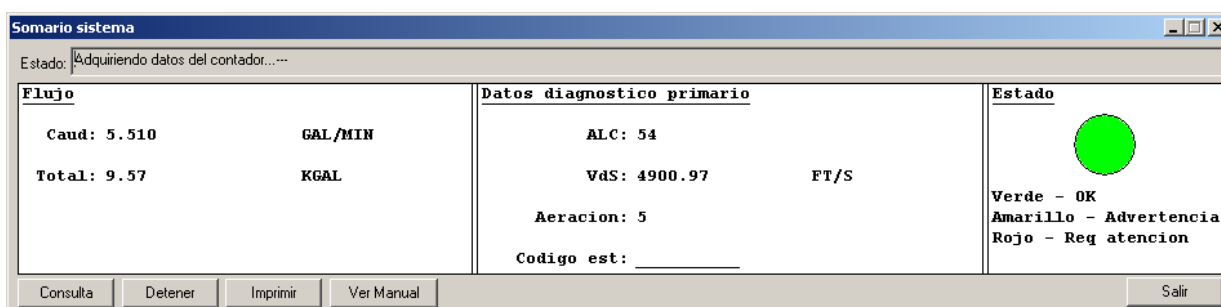 Somario sistema
Estado: Adquiriendo datos del contador...---
Flujo
Caud: 5.510 GAL/MIN
Total: 9.57 KGAL
Datos diagnostico primario
ALC: 54
VdS: 4900.97 FT/S
Aeracion: 5
Codigo est:
Estado
Verde - OK
Amarillo - Advertencia
Rojo - Req atencion
Consulta Detener Imprimir Ver Manual Salir